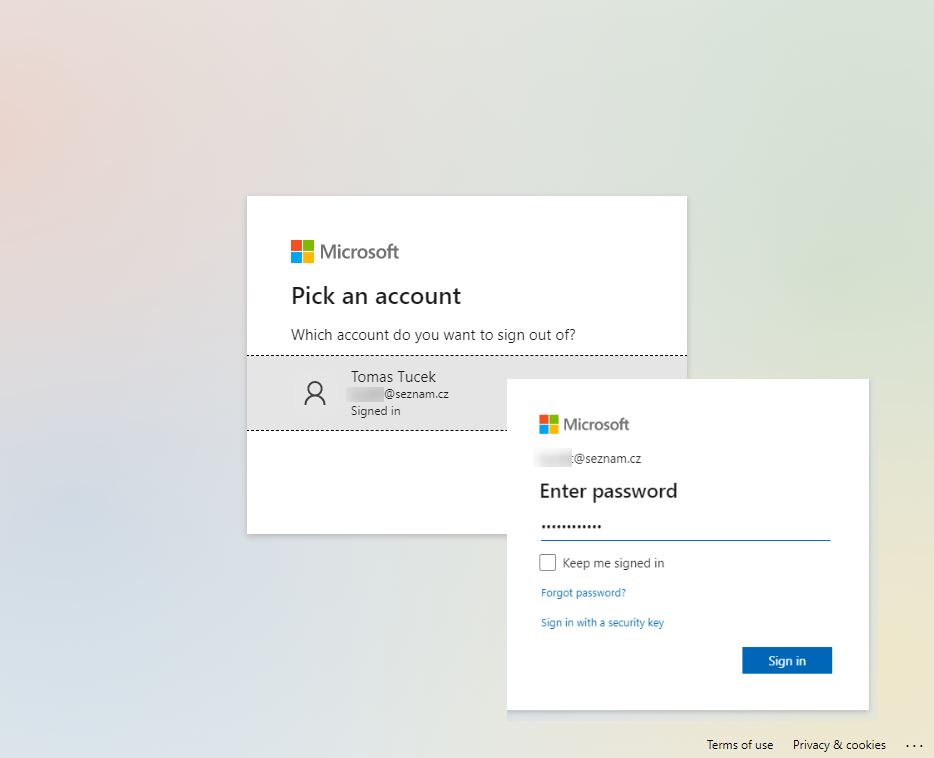 Microsoft
Pick an account
Which account do you want to sign out of?
Tomas Tucek
@seznam.cz
Signed in
Microsoft
@seznam.cz
Enter password
••••••••••••
Keep me signed in
Forgot password?
Sign in with a security key
Sign in
Terms of use
Privacy & cookies
...